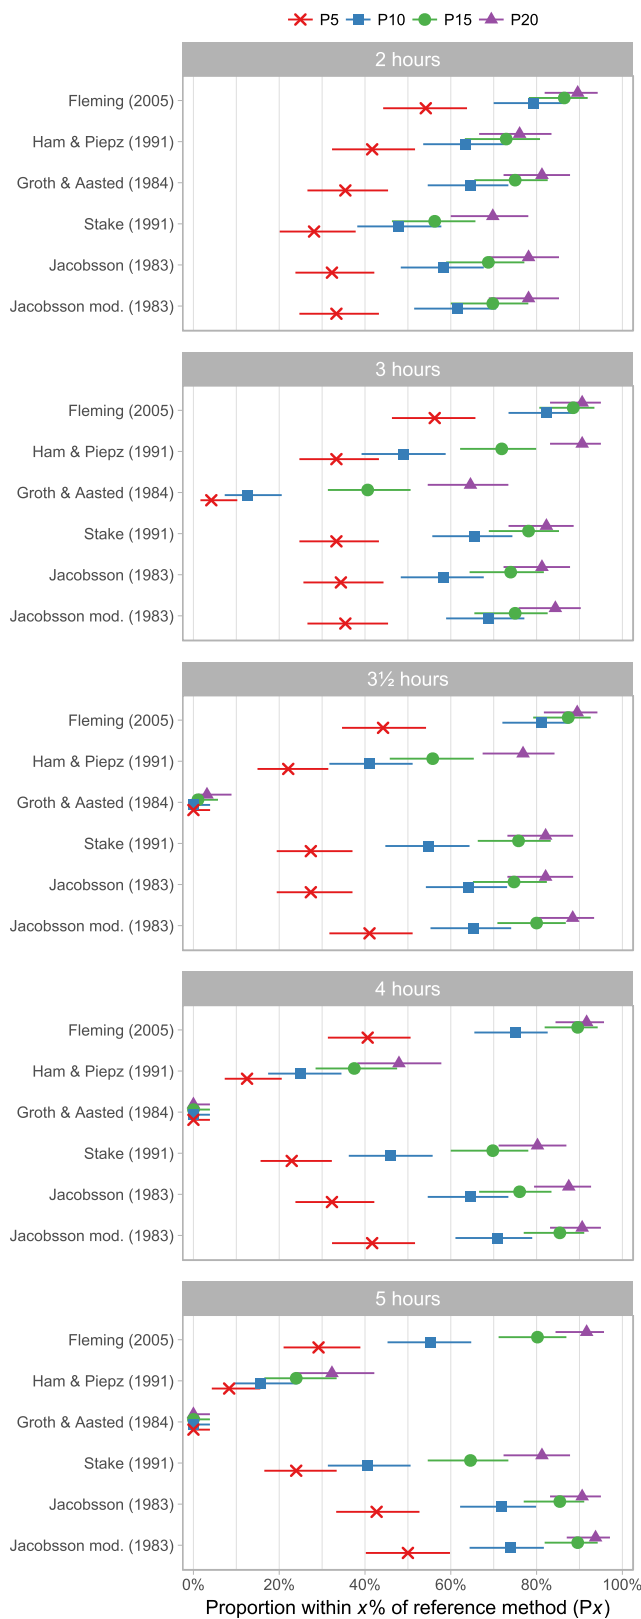 P5 P10 P15 P20
2 hours
Fleming (2005)
Ham & Piepz (1991)
Groth & Aasted (1984)
Stake (1991)
Jacobsson (1983)
Jacobsson mod. (1983)
3 hours
Fleming (2005)
Ham & Piepz (1991)
Groth & Aasted (1984)
Stake (1991)
Jacobsson (1983)
Jacobsson mod. (1983)
3½ hours
Fleming (2005)
Ham & Piepz (1991)
Groth & Aasted (1984)
Stake (1991)
Jacobsson (1983)
Jacobsson mod. (1983)
4 hours
Fleming (2005)
Ham & Piepz (1991)
Groth & Aasted (1984)
Stake (1991)
Jacobsson (1983)
Jacobsson mod. (1983)
5 hours
Fleming (2005)
Ham & Piepz (1991)
Groth & Aasted (1984)
Stake (1991)
Jacobsson (1983)
Jacobsson mod. (1983)
0% 20% 40% 60% 80% 100%
Proportion within x% of reference method (Px)